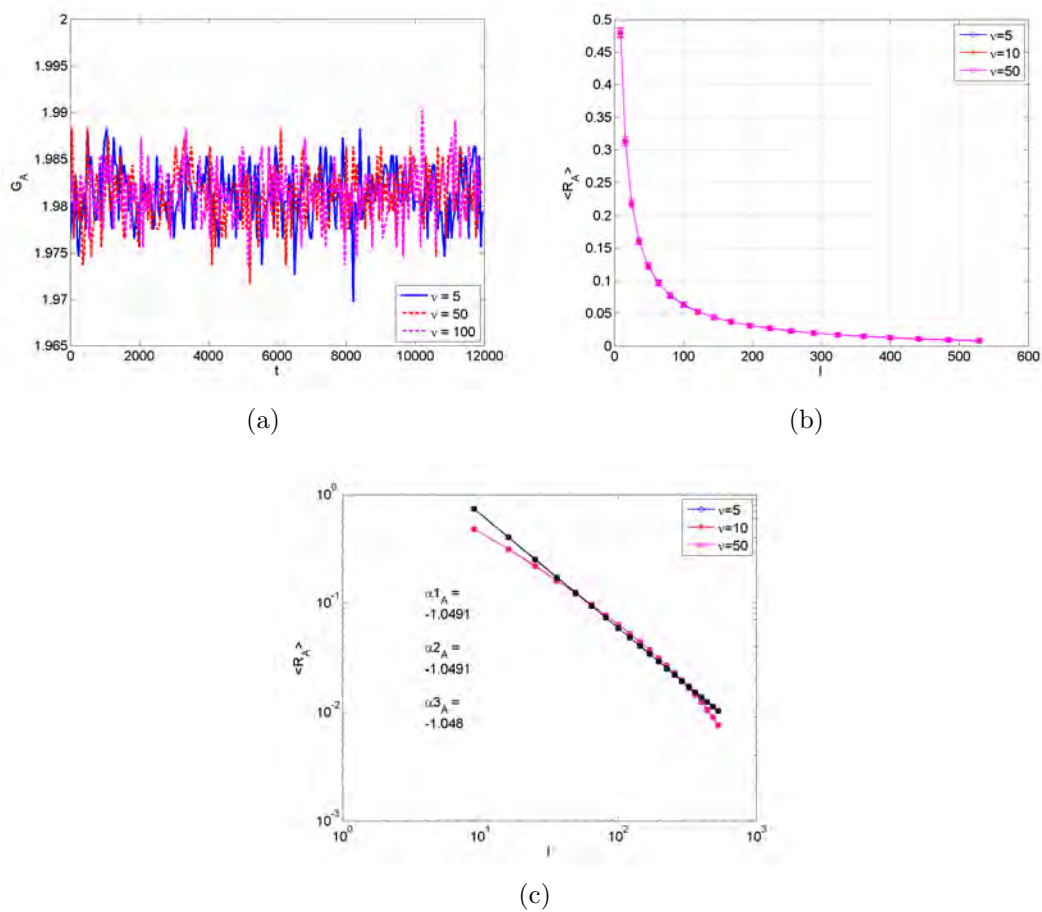 2
1.995
1.99
1.985
1.98
1.975
1.97
1.965
G_A
0 2000 4000 6000 8000 10000 12000
t
ν = 5
ν = 50
ν = 100
(a)
0.5
0.45
0.4
0.35
0.3
0.25
0.2
0.15
0.1
0.05
0
<R_A>
0 100 200 300 400 500 600
l
ν=5
ν=10
ν=50
(b)
10^0
10^-1
10^-2
10^-3
<R_A>
10^0 10^1 10^2 10^3
l
α1_A =
-1.0491
α2_A =
-1.0491
α3_A =
-1.048
ν=5
ν=10
ν=50
(c)